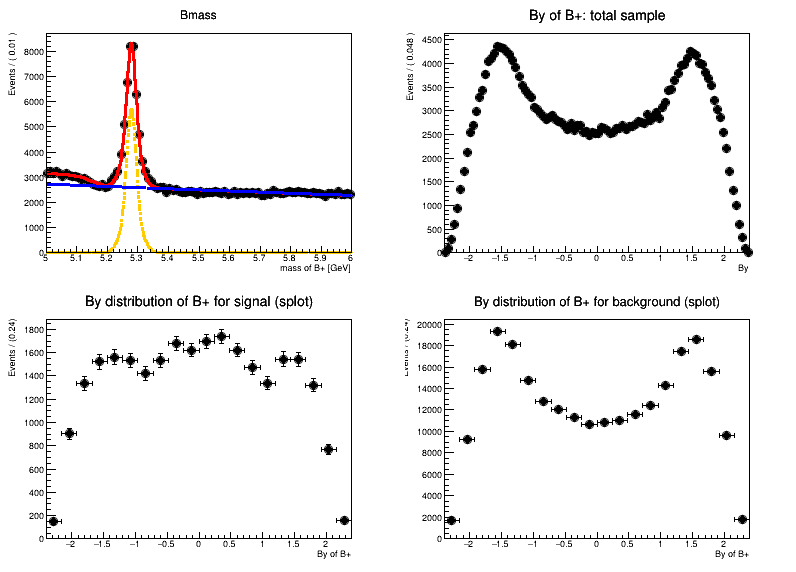 Bmass
Events / ( 0.01 )
8000
7000
6000
5000
4000
3000
2000
1000
0
5 5.1 5.2 5.3 5.4 5.5 5.6 5.7 5.8 5.9 6
mass of B+ [GeV]
By of B+: total sample
Events / ( 0.048 )
4500
4000
3500
3000
2500
2000
1500
1000
500
0
−2 −1.5 −1 −0.5 0 0.5 1 1.5 2
By
By distribution of B+ for signal (splot)
Events / (0.24)
1800
1600
1400
1200
1000
800
600
400
200
0
−2 −1.5 −1 −0.5 0 0.5 1 1.5 2
By of B+
By distribution of B+ for background (splot)
20000
18000
16000
14000
12000
10000
8000
6000
4000
2000
0
−2 −1.5 −1 −0.5 0 0.5 1 1.5 2
By of B+